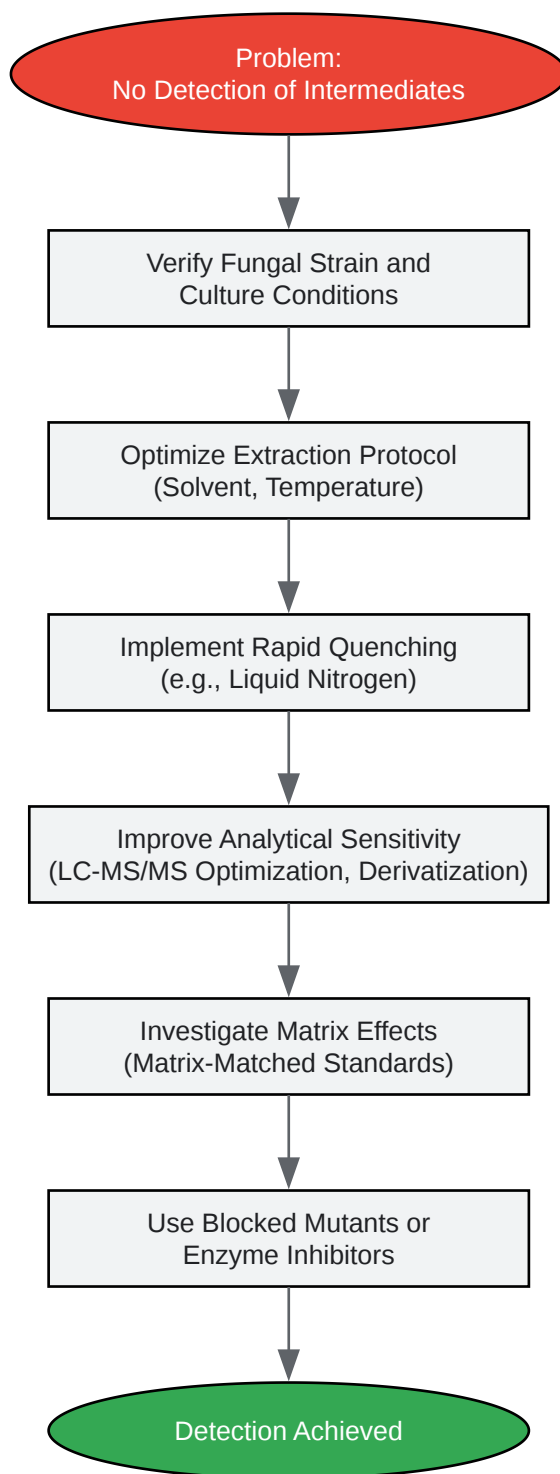 Problem:
No Detection of Intermediates
Verify Fungal Strain and
Culture Conditions
Optimize Extraction Protocol
(Solvent, Temperature)
Implement Rapid Quenching
(e.g., Liquid Nitrogen)
Improve Analytical Sensitivity
(LC-MS/MS Optimization, Derivatization)
Investigate Matrix Effects
(Matrix-Matched Standards)
Use Blocked Mutants or
Enzyme Inhibitors
Detection Achieved